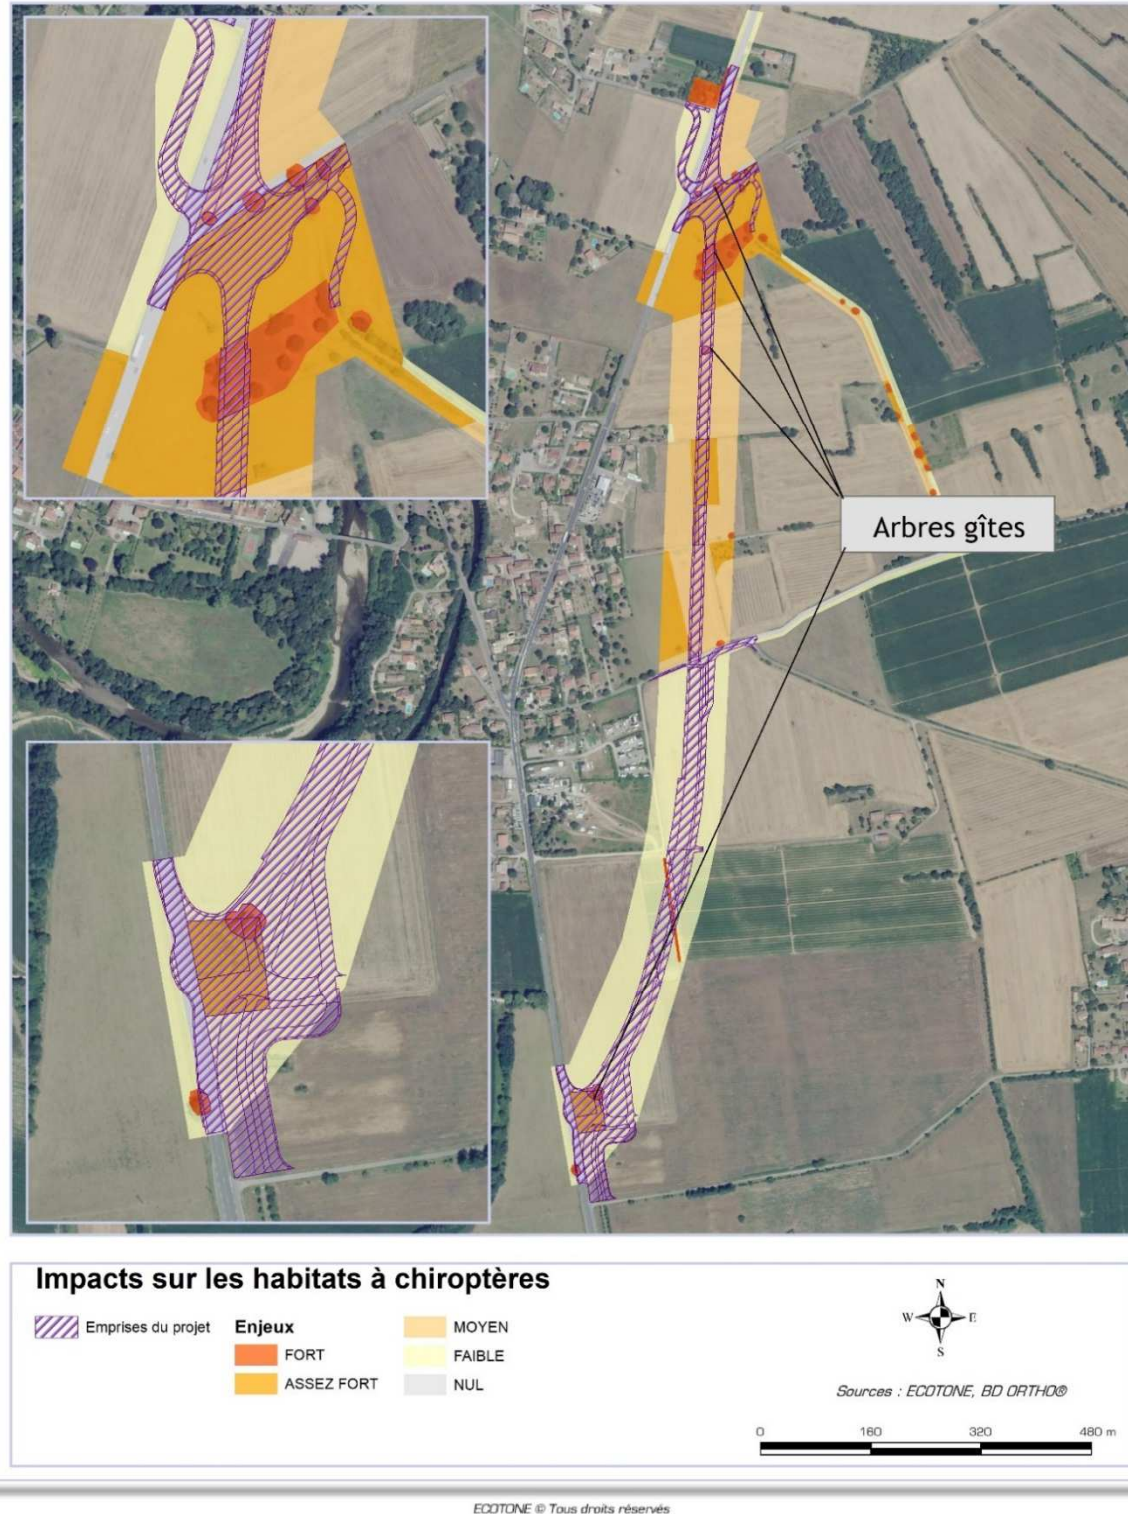 Arbres gîtes
Impacts sur les habitats à chiroptères
Emprises du projet
Enjeux
FORT
ASSEZ FORT
MOYEN
FAIBLE
NUL
N
W E
S
Sources : ECOTONE, BD ORTHO®
0 160 320 480 m
ECOTONE © Tous droits réservés